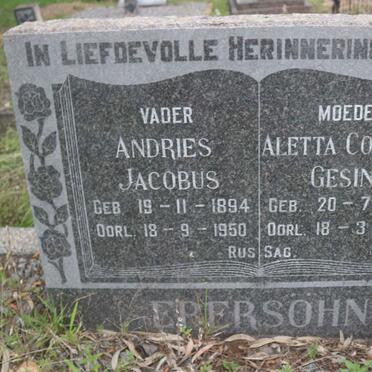 IN LIEFDEVOLLE HERINNERING
VADER
ANDRIES
JACOBUS
GEB. 19 - 11 - 1894
OORL. 18 - 9 - 1950
MOEDE
ALETTA CO
GESIN
GEB. 20 - 7
OORL. 18 - 3
RUS SAG.
EBERSOHN